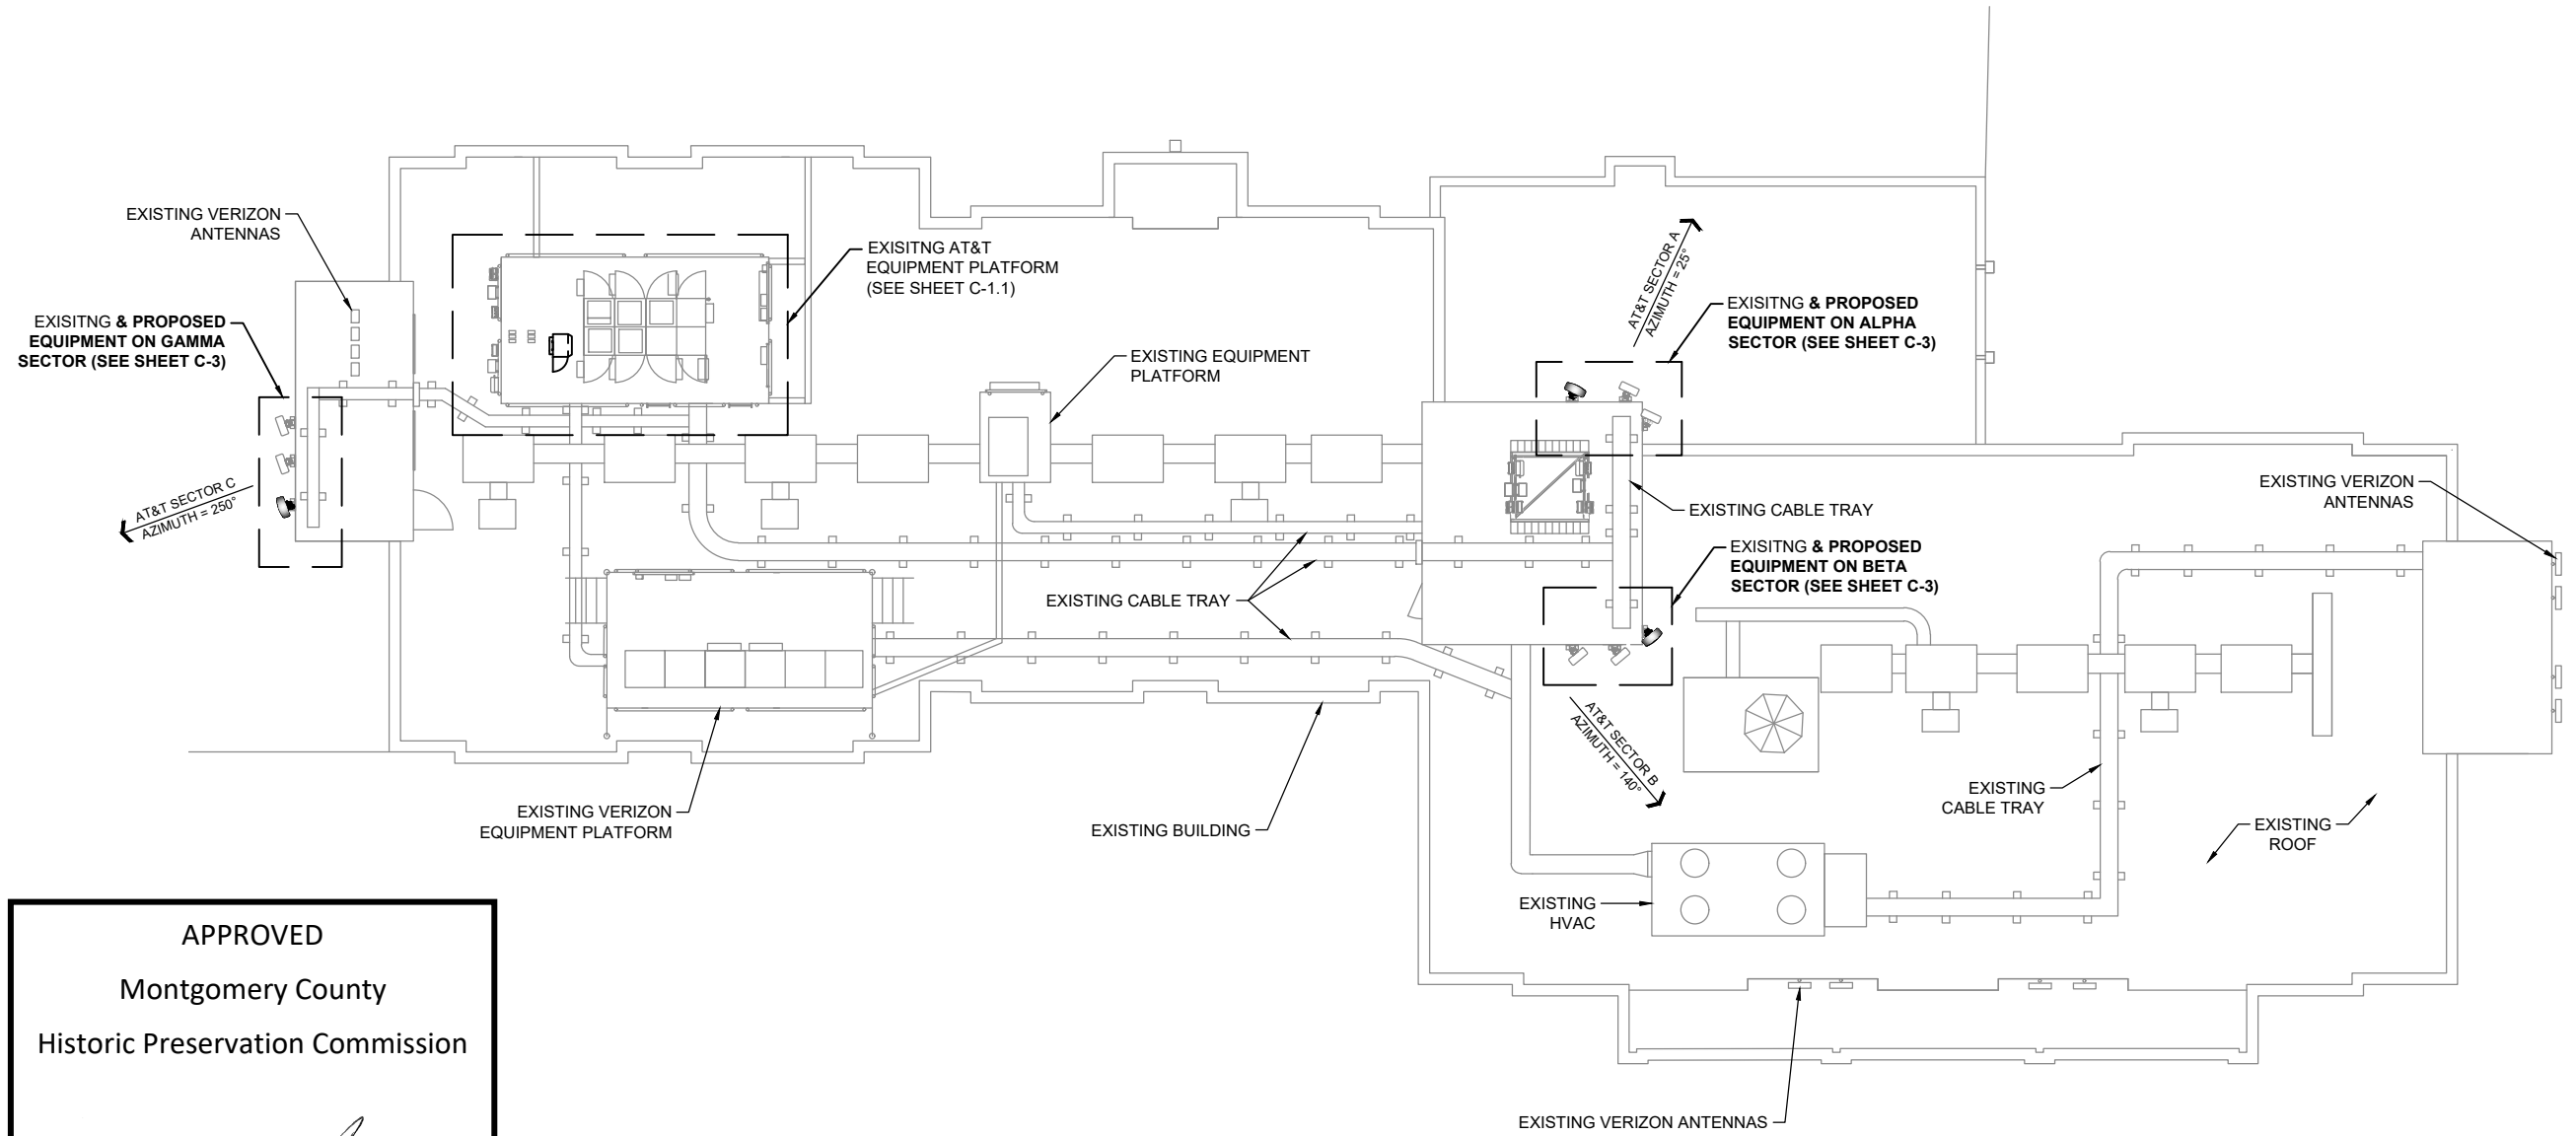 EXISTING VERIZON
ANTENNAS
EXISITNG & PROPOSED
EQUIPMENT ON GAMMA
SECTOR (SEE SHEET C-3)
AT&T SECTOR C
AZIMUTH = 250°
EXISITNG AT&T
EQUIPMENT PLATFORM
(SEE SHEET C-1.1)
EXISTING EQUIPMENT
PLATFORM
AT&T SECTOR A
AZIMUTH = 25°
EXISITNG & PROPOSED
EQUIPMENT ON ALPHA
SECTOR (SEE SHEET C-3)
EXISTING CABLE TRAY
EXISTING VERIZON
ANTENNAS
EXISITNG & PROPOSED
EQUIPMENT ON BETA
SECTOR (SEE SHEET C-3)
EXISTING CABLE TRAY
AT&T SECTOR B
AZIMUTH = 140°
EXISTING VERIZON
EQUIPMENT PLATFORM
EXISTING BUILDING
EXISTING
CABLE TRAY
EXISTING
ROOF
EXISTING
HVAC
EXISTING VERIZON ANTENNAS
APPROVED
Montgomery County
Historic Preservation Commission